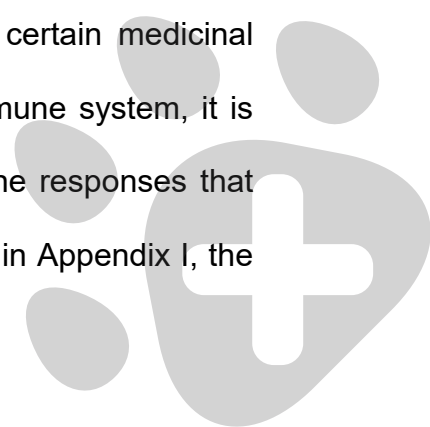 certain medicinal
mune system, it is
he responses that
in Appendix I, the